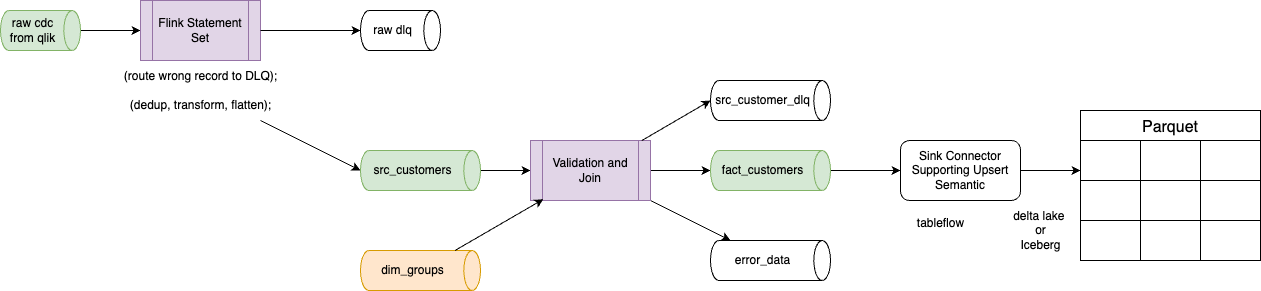 raw cdc
from qlik
Flink Statement
Set
raw dlq
(route wrong record to DLQ);
(dedup, transform, flatten);
src_customer_dlq
src_customers
Validation and
Join
fact_customers
Sink Connector
Supporting Upsert
Semantic
Parquet
tableflow
delta lake
or
Iceberg
dim_groups
error_data